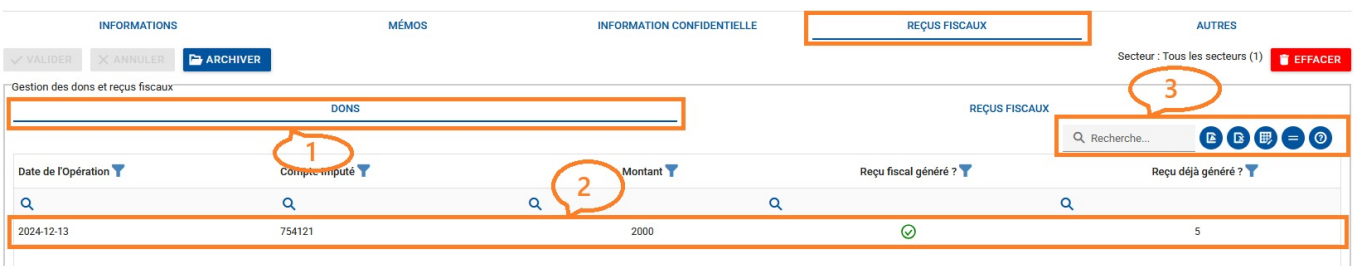 INFORMATIONS MÉMOS INFORMATION CONFIDENTIELLE REÇUS FISCAUX AUTRES
VALIDER ANNULER ARCHIVER Secteur : Tous les secteurs (1) EFFACER
Gestion des dons et reçus fiscaux
3
DONS REÇUS FISCAUX
Recherche...
1
Date de l'Opération Compte Imputé Montant Reçu fiscal généré ? Reçu déjà généré ?
2
2024-12-13 754121 2000 5